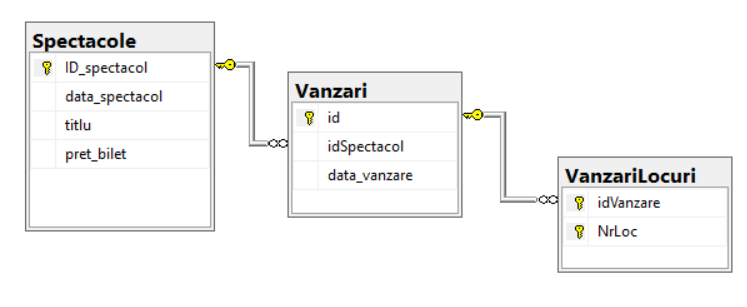 Spectacole
ID_spectacol
data_spectacol
titlu
pret_bilet
Vanzari
id
idSpectacol
data_vanzare
VanzariLocuri
idVanzare
NrLoc